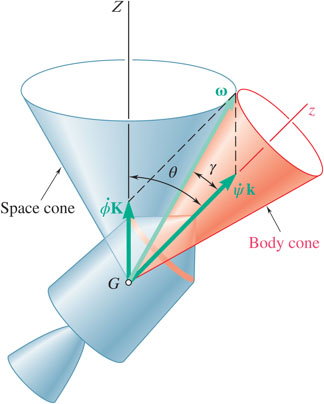 Z
ω
z
θ
γ
Space cone
ϕ̇K
ψ̇k
Body cone
G